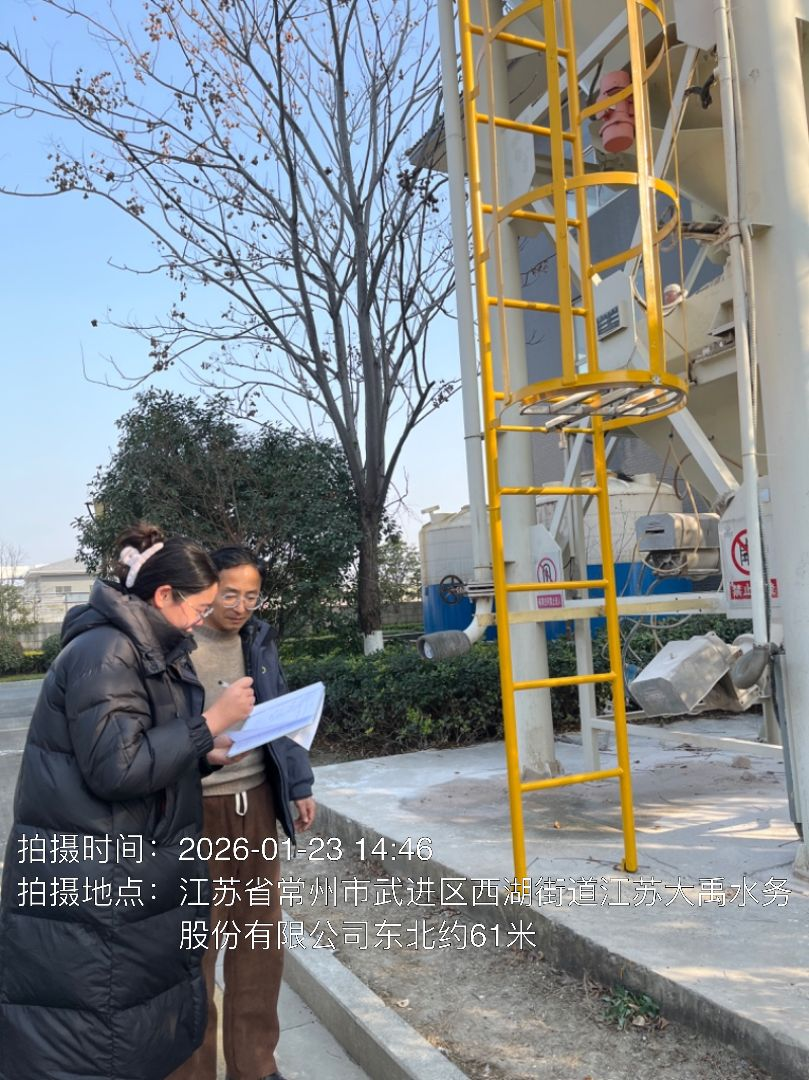 禁止
拍摄时间：2026-01-23 14:46
拍摄地点：江苏省常州市武进区西湖街道江苏大禹水务
股份有限公司东北约61米